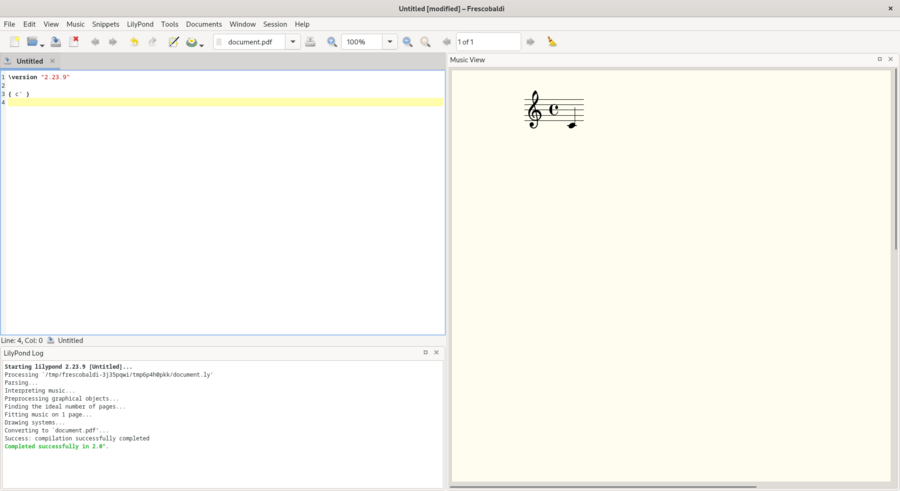 Untitled [modified] – Frescobaldi
File Edit View Music Snippets LilyPond Tools Documents Window Session Help
document.pdf 100% 1 of 1
Untitled
Music View
1 \version "2.23.9"
2
3 { c' }
4
Line: 4, Col: 0 Untitled
LilyPond Log
Starting lilypond 2.23.9 [Untitled]...
Processing `/tmp/frescobaldi-3j35pqwi/tmp6p4h0pkk/document.ly'
Parsing...
Interpreting music...
Preprocessing graphical objects...
Finding the ideal number of pages...
Fitting music on 1 page...
Drawing systems...
Converting to `document.pdf'...
Success: compilation successfully completed
Completed successfully in 2.0".